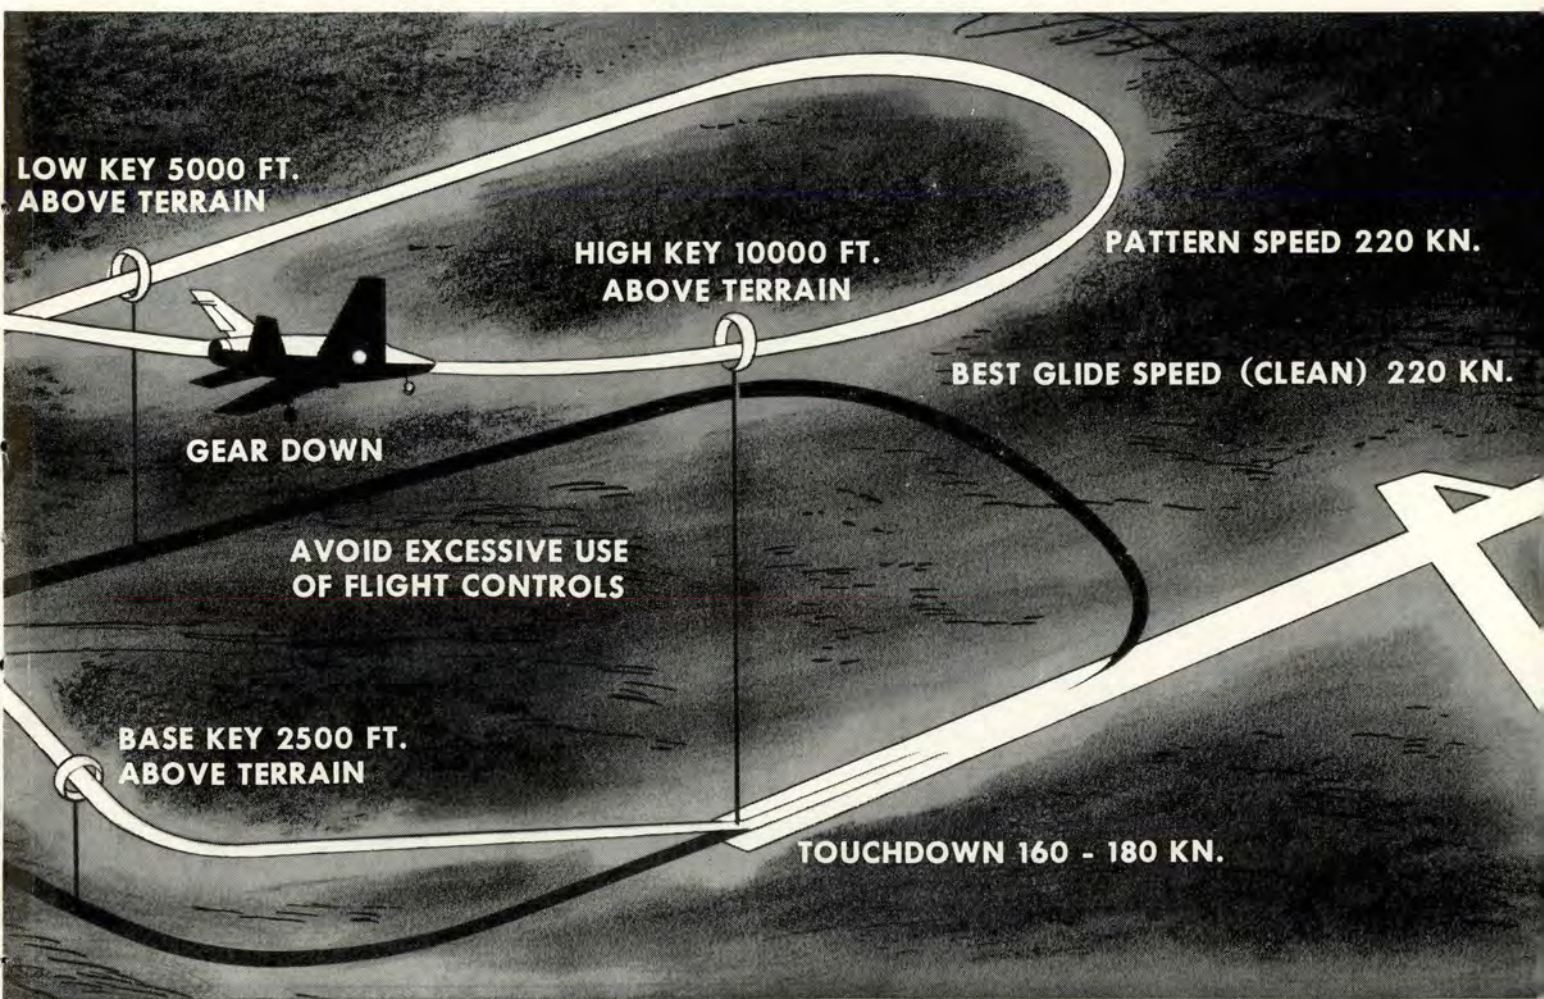 LOW KEY 5000 FT.
ABOVE TERRAIN
HIGH KEY 10000 FT.
ABOVE TERRAIN
PATTERN SPEED 220 KN.
BEST GLIDE SPEED (CLEAN) 220 KN.
GEAR DOWN
AVOID EXCESSIVE USE
OF FLIGHT CONTROLS
BASE KEY 2500 FT.
ABOVE TERRAIN
TOUCHDOWN 160 - 180 KN.